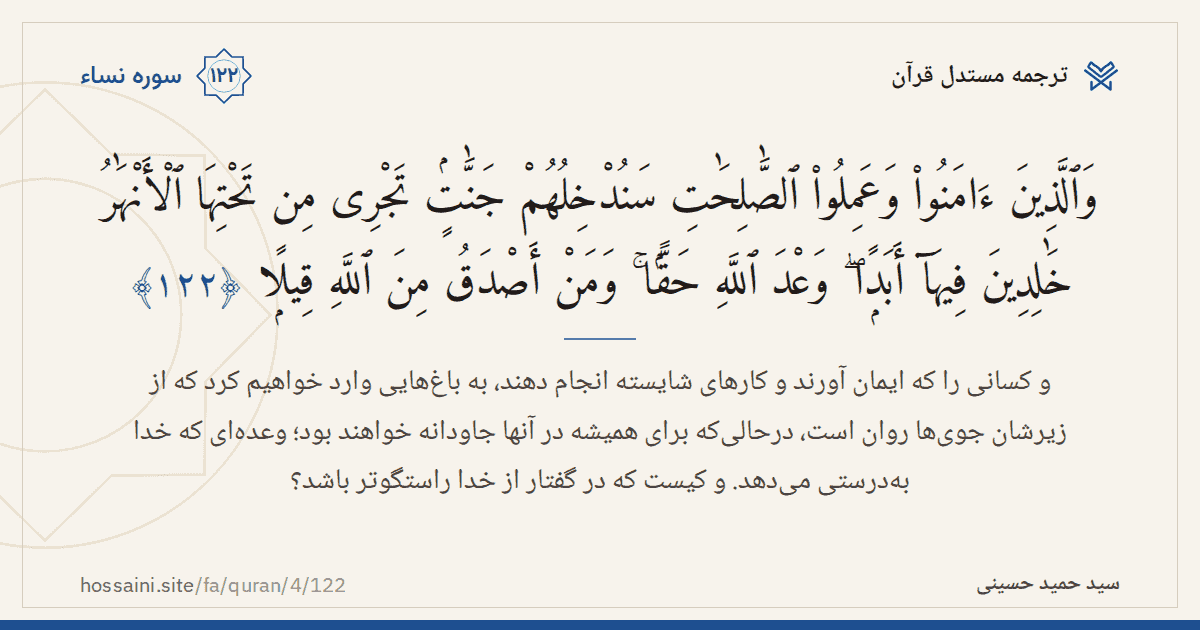 ترجمه مستدل قرآن
۱۲۲ سوره نساء
وَٱلَّذِينَ ءَامَنُوا۟ وَعَمِلُوا۟ ٱلصَّٰلِحَٰتِ سَنُدْخِلُهُمْ جَنَّٰتٍۢ تَجْرِى مِن تَحْتِهَا ٱلْأَنْهَٰرُ
خَٰلِدِينَ فِيهَآ أَبَدًۭا ۖ وَعْدَ ٱللَّهِ حَقًّۭا ۚ وَمَنْ أَصْدَقُ مِنَ ٱللَّهِ قِيلًۭا ﴿۱۲۲﴾
و کسانی را که ایمان آورند و کارهای شایسته انجام دهند، به باغ‌هایی وارد خواهیم کرد که از
زیرشان جوی‌ها روان است، درحالی‌که برای همیشه در آنها جاودانه خواهند بود؛ وعده‌ای که خدا
به‌درستی می‌دهد. و کیست که در گفتار از خدا راستگوتر باشد؟
سید حمید حسینی
hossaini.site/fa/quran/4/122